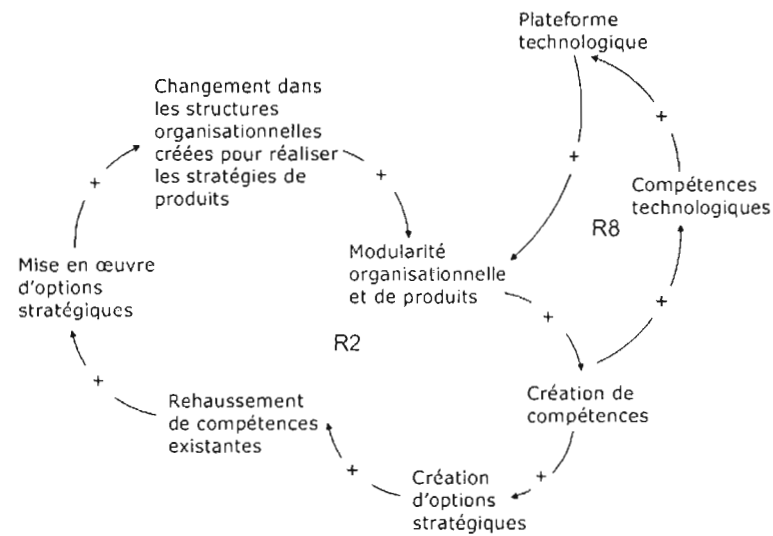 Plateforme
technologique
+
Changement dans
les structures
organisationnelles
créées pour réaliser
les stratégies de
produits
+
+
+
Compétences
technologiques
R8
Modularité
organisationnelle
et de produits
+
+
Mise en œuvre
d'options
stratégiques
R2
+
Création de
compétences
Rehaussement
de compétences
existantes
+
+
+
Création
d'options
stratégiques